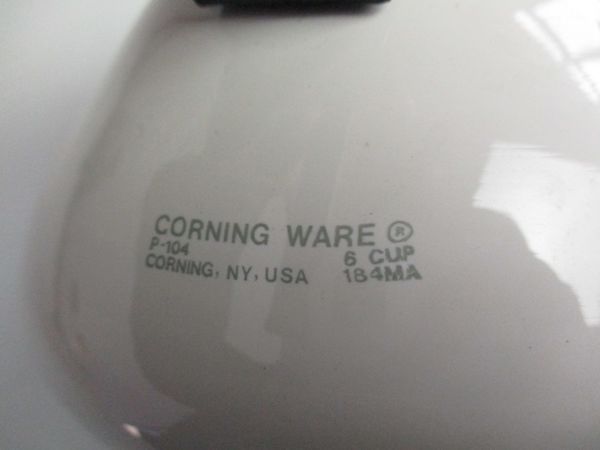 CORNING WARE ®
P-104 6 CUP
CORNING, NY, USA 184MA